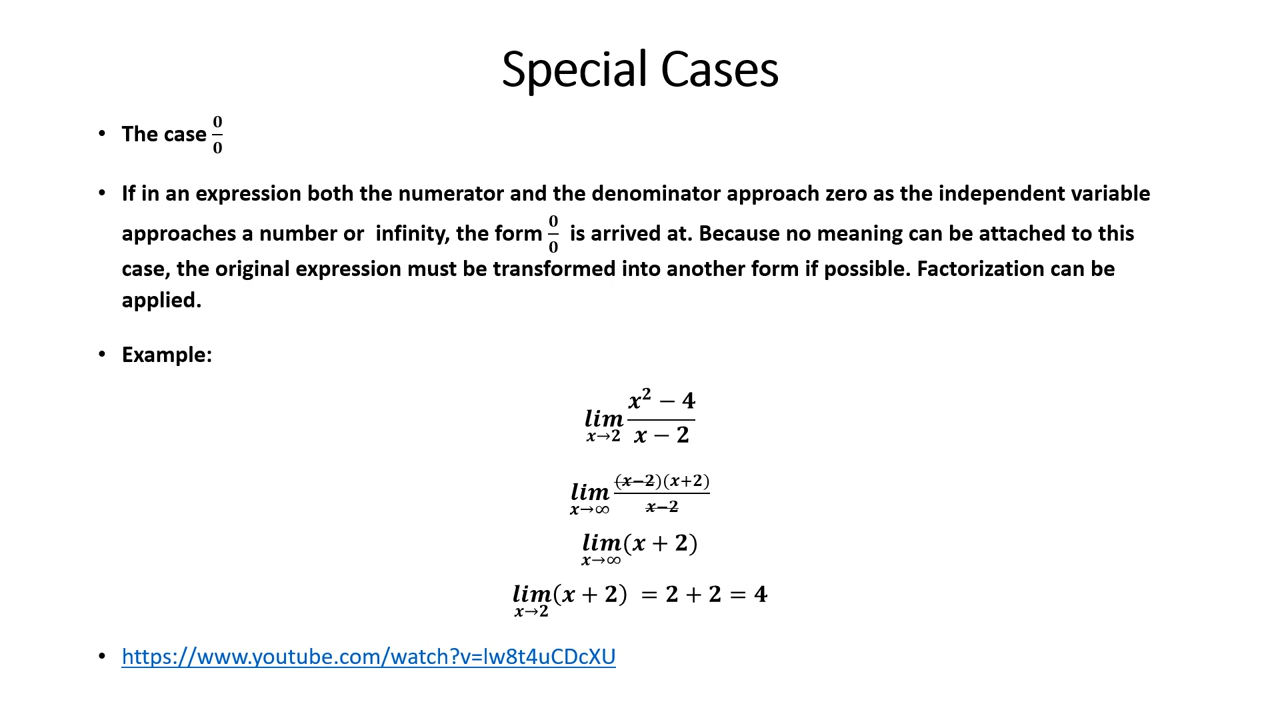 Special Cases
• The case 0/0
• If in an expression both the numerator and the denominator approach zero as the independent variable
approaches a number or infinity, the form 0/0 is arrived at. Because no meaning can be attached to this
case, the original expression must be transformed into another form if possible. Factorization can be
applied.
• Example:
lim x→2 (x² − 4)/(x − 2)
lim x→∞ (x−2)(x+2)/(x−2)
lim x→∞ (x + 2)
lim x→2 (x + 2) = 2 + 2 = 4
• https://www.youtube.com/watch?v=lw8t4uCDcXU